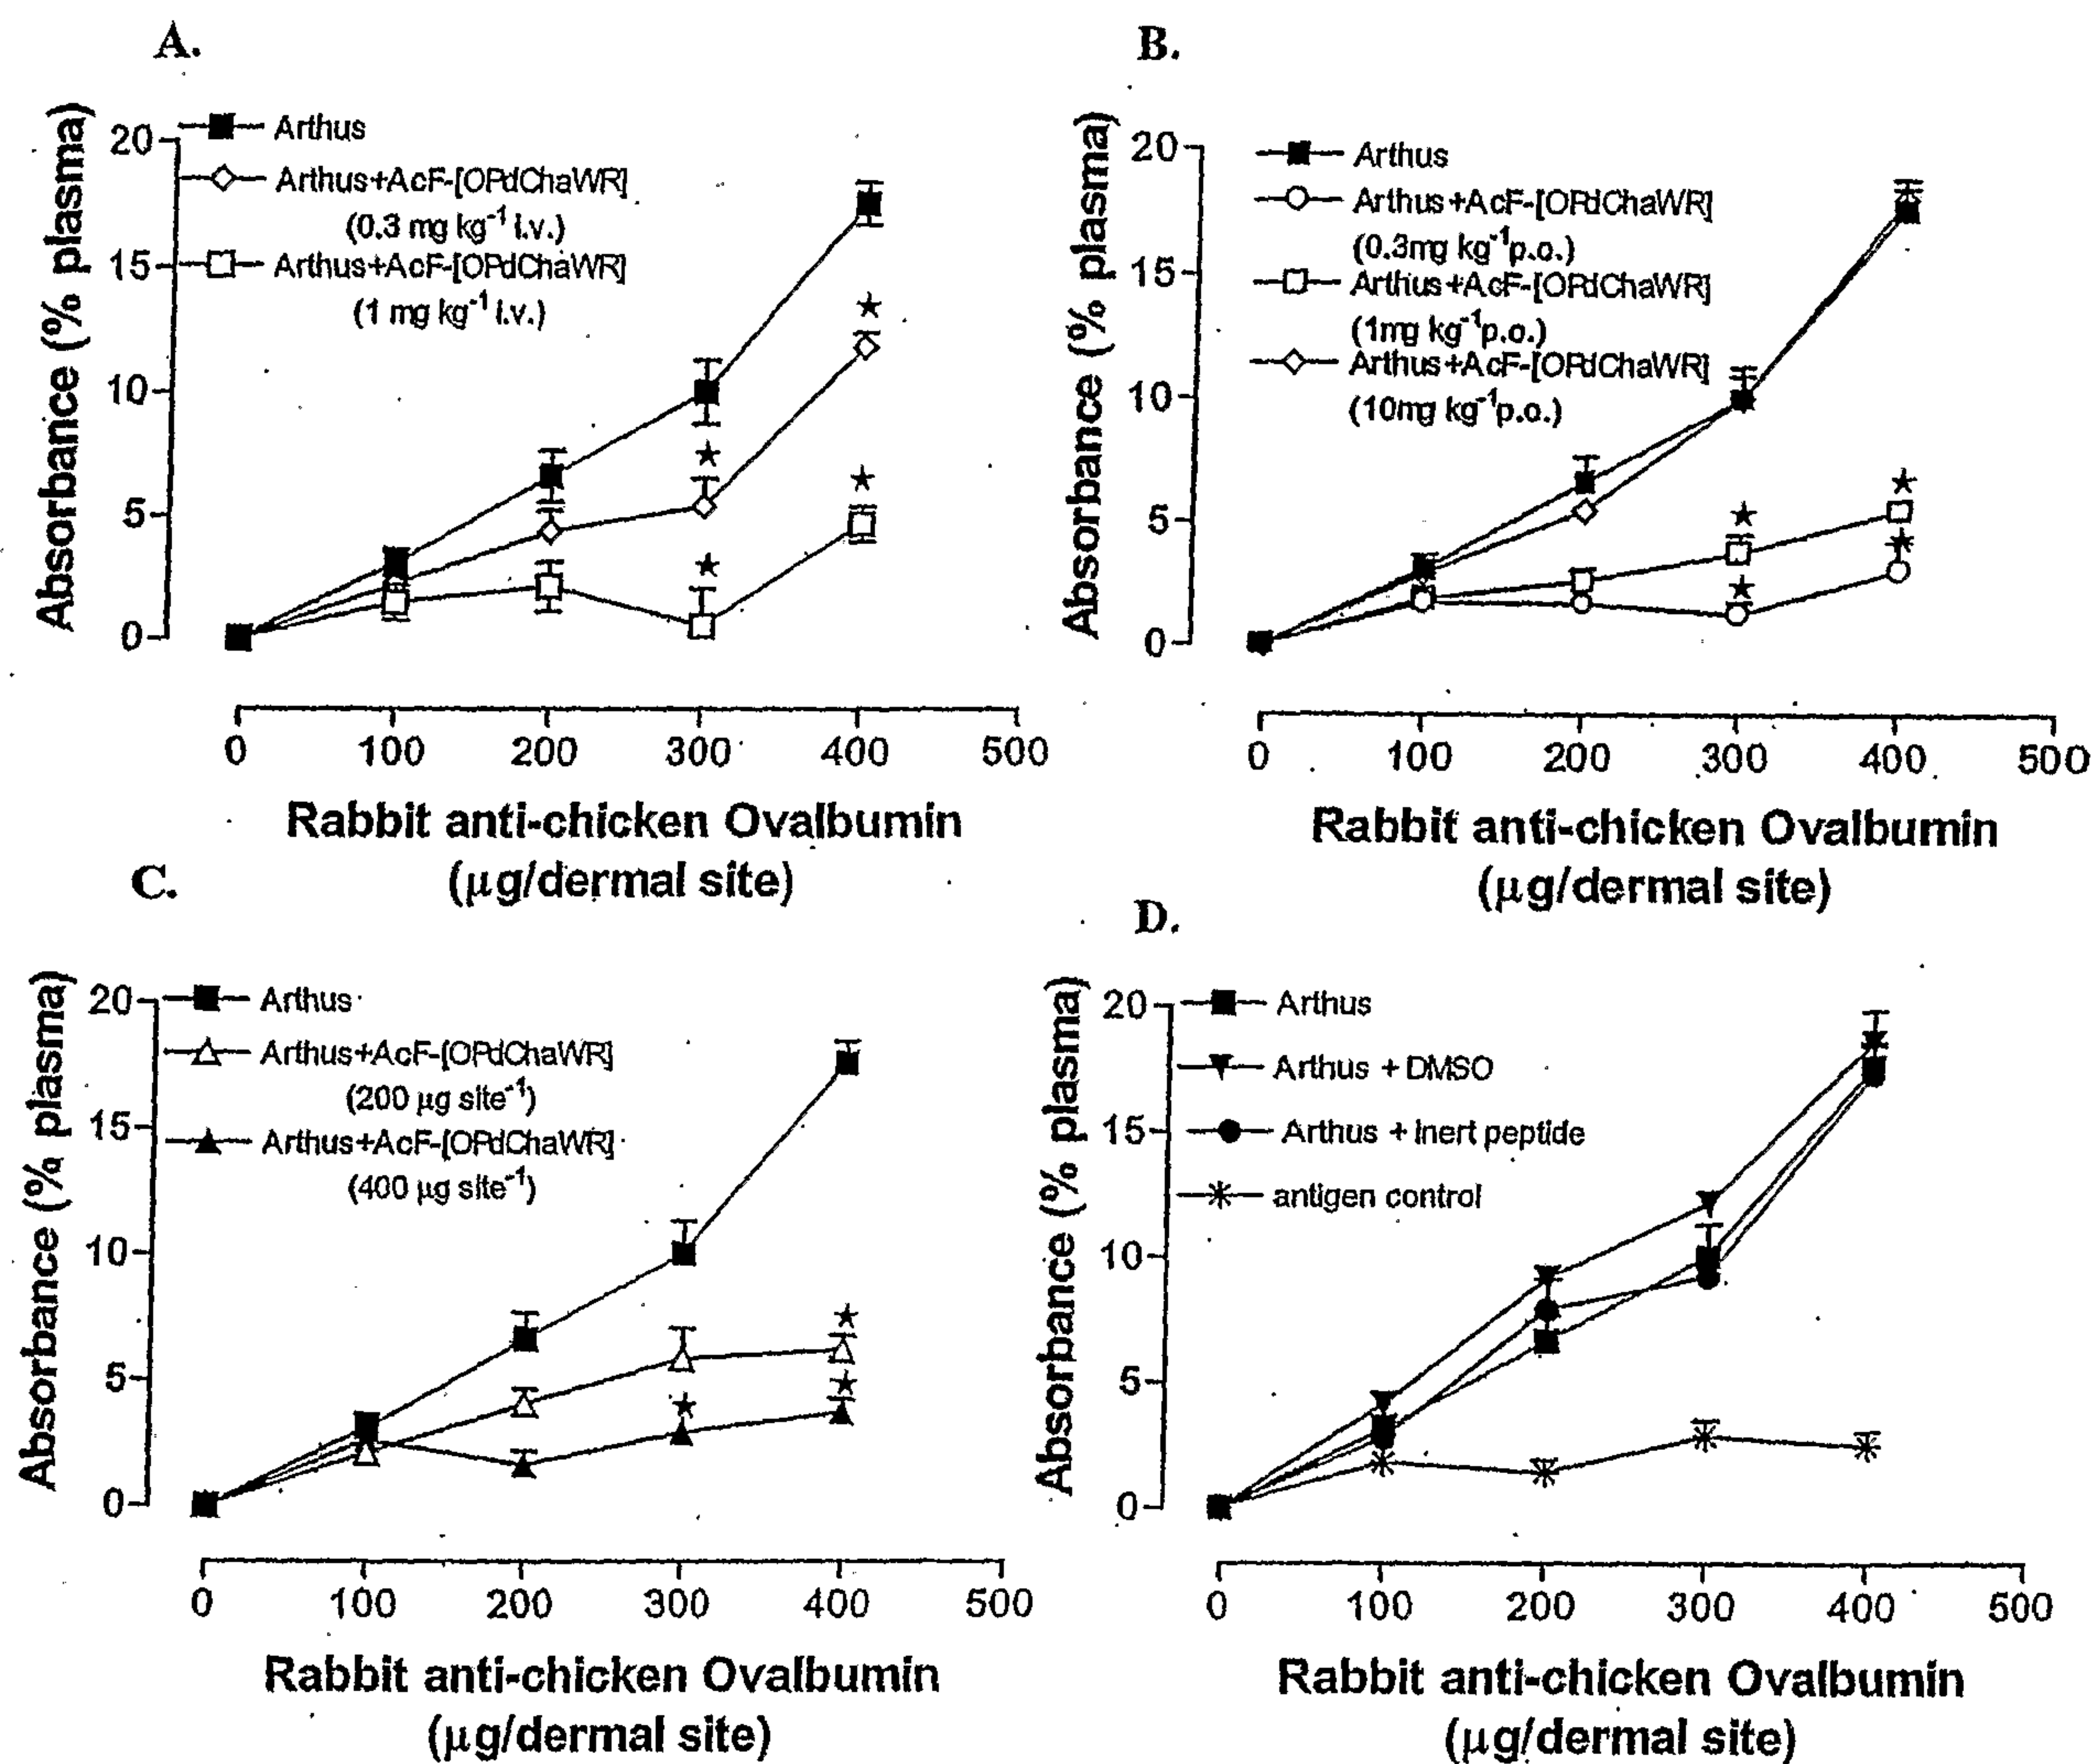 A.
Absorbance (% plasma)
20
15
10
5
0
Arthus
Arthus+AcF-[OPdChaWR]
(0.3 mg kg⁻¹ i.v.)
Arthus+AcF-[OPdChaWR]
(1 mg kg⁻¹ i.v.)
0 100 200 300 400 500
Rabbit anti-chicken Ovalbumin
(µg/dermal site)
B.
Absorbance (% plasma)
20
15
10
5
0
Arthus
Arthus+AcF-[OPdChaWR]
(0.3mg kg⁻¹p.o.)
Arthus+AcF-[OPdChaWR]
(1mg kg⁻¹p.o.)
Arthus+AcF-[OPdChaWR]
(10mg kg⁻¹p.o.)
0 100 200 300 400 500
Rabbit anti-chicken Ovalbumin
(µg/dermal site)
C.
Absorbance (% plasma)
20
15
10
5
0
Arthus
Arthus+AcF-[OPdChaWR]
(200 µg site⁻¹)
Arthus+AcF-[OPdChaWR]
(400 µg site⁻¹)
0 100 200 300 400 500
Rabbit anti-chicken Ovalbumin
(µg/dermal site)
D.
Absorbance (% plasma)
20
15
10
5
0
Arthus
Arthus + DMSO
Arthus + Inert peptide
antigen control
0 100 200 300 400 500
Rabbit anti-chicken Ovalbumin
(µg/dermal site)